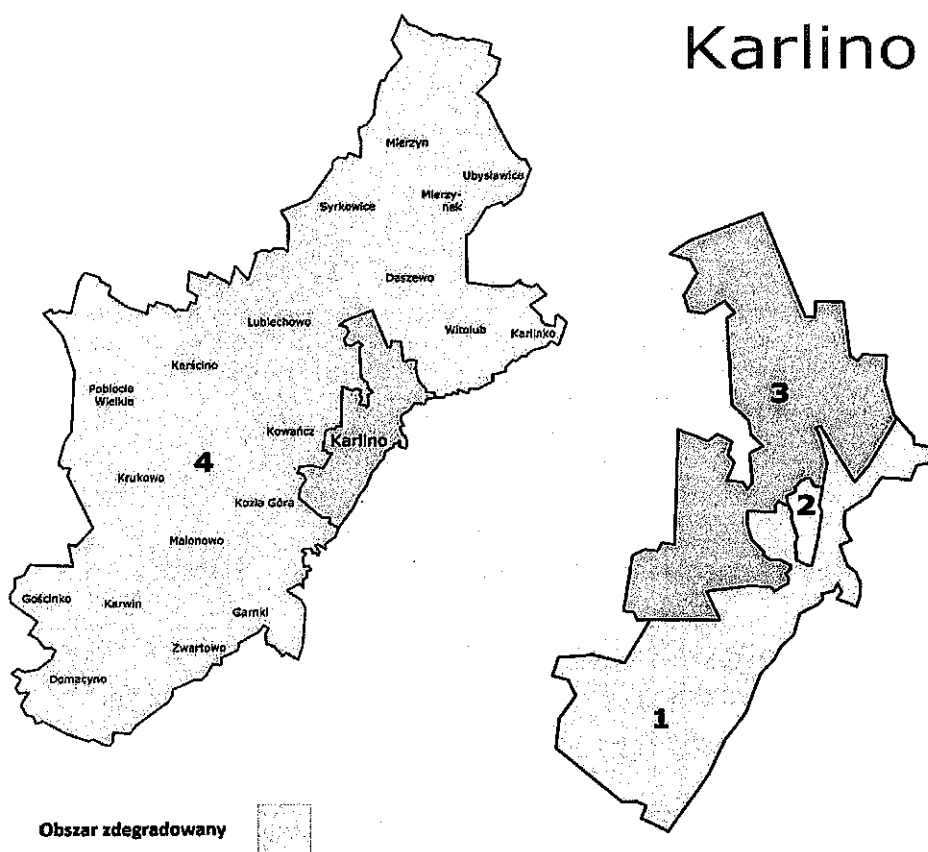 Karlino
Mierzyn
Ubysławice
Mierzy-
nek
Syrkowice
Daszewo
Lubiechowo
Witolub
Karlinko
Karścino
Pobłocie
Wielkie
Kowańcz
Karlino
4
Krukowo
Kozia Góra
Malonowo
Gościnko
Karwin
Garnki
Zwartowo
Domacyno
3
2
1
Obszar zdegradowany